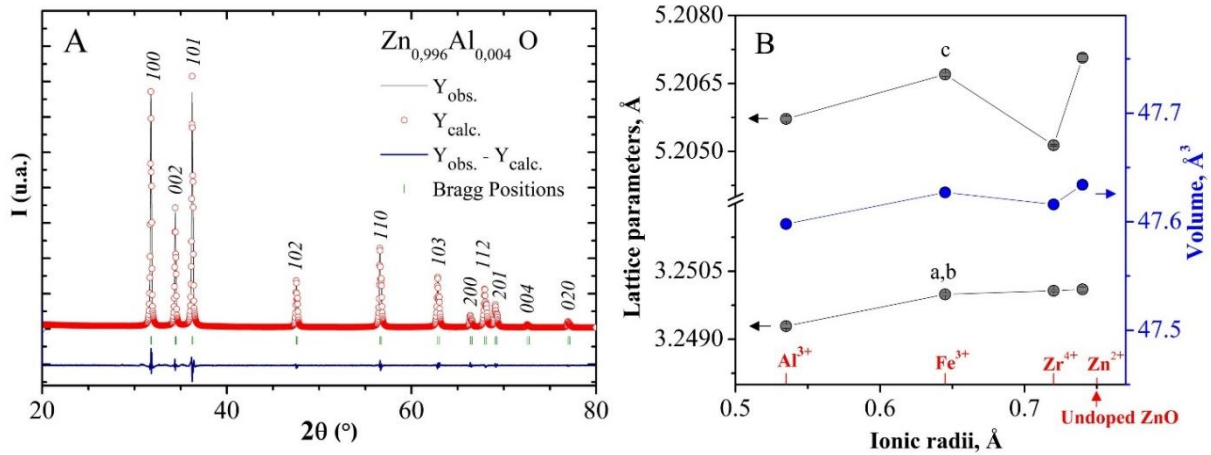 A
Zn0,996Al0,004 O
Yobs.
Ycalc.
Yobs. - Ycalc.
Bragg Positions
100
002
101
102
110
103
200
112
201
004
020
I (u.a.)
20 40 60 80
2θ (°)
B
5.2080
5.2065
5.2050
3.2505
3.2490
Lattice parameters, Å
c
a,b
47.7
47.6
47.5
Volume, Å3
Al3+ Fe3+ Zr4+ Zn2+
0.5 0.6 0.7
Undoped ZnO
Ionic radii, Å